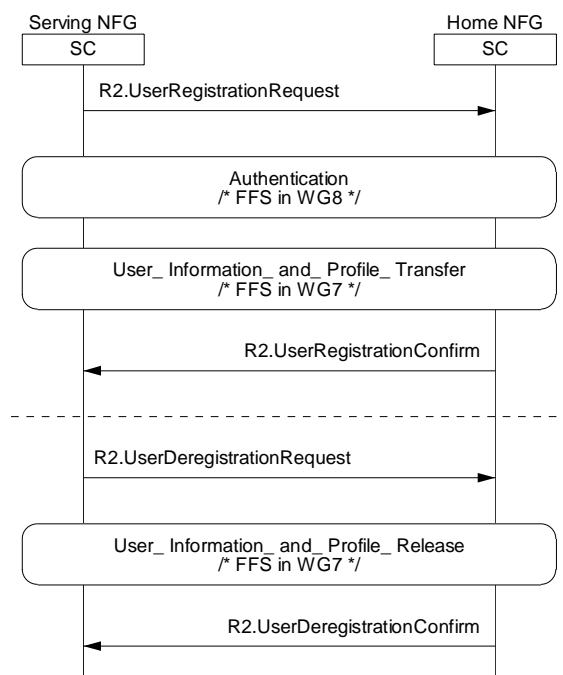 Serving NFG
Home NFG
SC
SC
R2.UserRegistrationRequest
Authentication
/* FFS in WG8 */
User_ Information_ and_ Profile_ Transfer
/* FFS in WG7 */
R2.UserRegistrationConfirm
R2.UserDeregistrationRequest
User_ Information_ and_ Profile_ Release
/* FFS in WG7 */
R2.UserDeregistrationConfirm